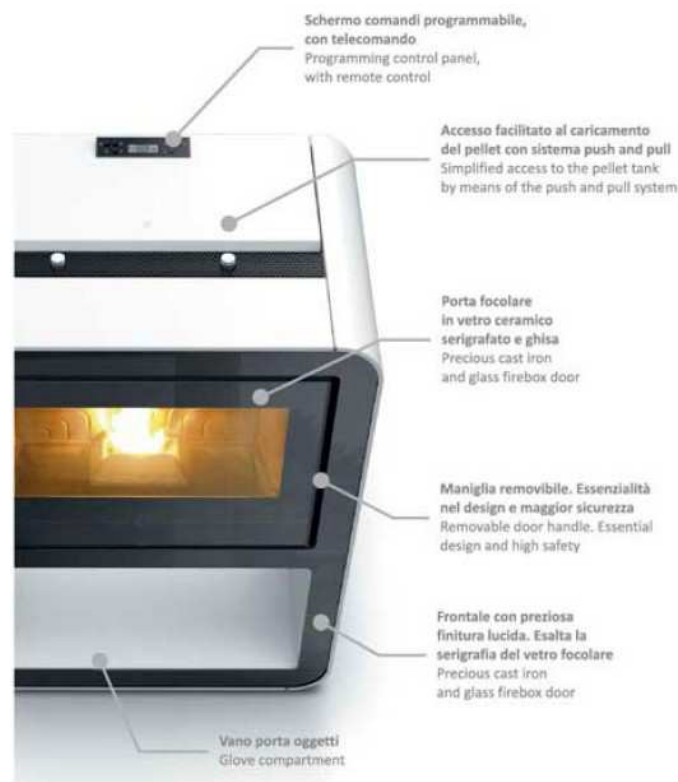 Schermo comandi programmabile,
con telecomando
Programming control panel,
with remote control
Accesso facilitato al caricamento
del pellet con sistema push and pull
Simplified access to the pellet tank
by means of the push and pull system
Porta focolare
in vetro ceramico
serigrafato e ghisa
Precious cast iron
and glass firebox door
Maniglia removibile. Essenzialità
nel design e maggior sicurezza
Removable door handle. Essential
design and high safety
Frontale con preziosa
finitura lucida. Esalta la
serigrafia del vetro focolare
Precious cast iron
and glass firebox door
Vano porta oggetti
Glove compartment